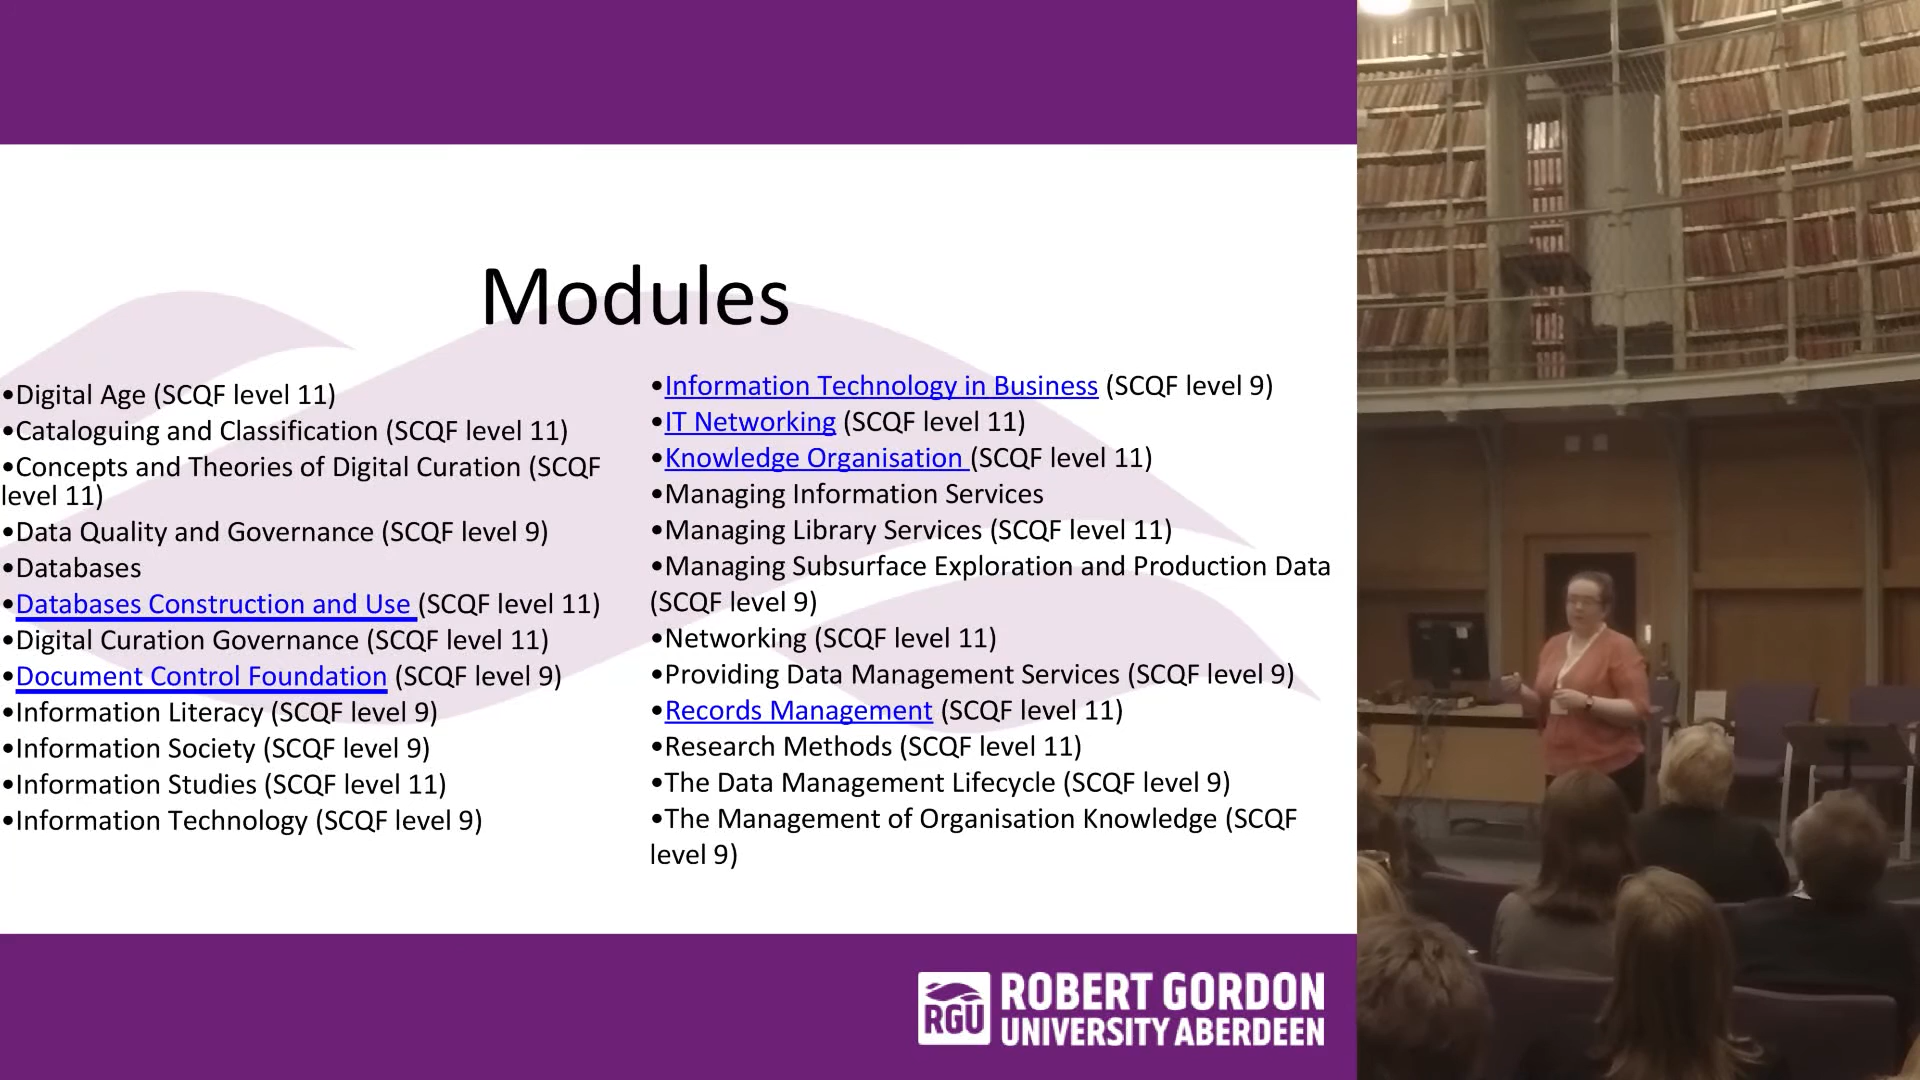 Modules
•Digital Age (SCQF level 11)
•Cataloguing and Classification (SCQF level 11)
•Concepts and Theories of Digital Curation (SCQF
level 11)
•Data Quality and Governance (SCQF level 9)
•Databases
•Databases Construction and Use (SCQF level 11)
•Digital Curation Governance (SCQF level 11)
•Document Control Foundation (SCQF level 9)
•Information Literacy (SCQF level 9)
•Information Society (SCQF level 9)
•Information Studies (SCQF level 11)
•Information Technology (SCQF level 9)
•Information Technology in Business (SCQF level 9)
•IT Networking (SCQF level 11)
•Knowledge Organisation (SCQF level 11)
•Managing Information Services
•Managing Library Services (SCQF level 11)
•Managing Subsurface Exploration and Production Data
(SCQF level 9)
•Networking (SCQF level 11)
•Providing Data Management Services (SCQF level 9)
•Records Management (SCQF level 11)
•Research Methods (SCQF level 11)
•The Data Management Lifecycle (SCQF level 9)
•The Management of Organisation Knowledge (SCQF
level 9)
RGU
ROBERT GORDON
UNIVERSITY ABERDEEN